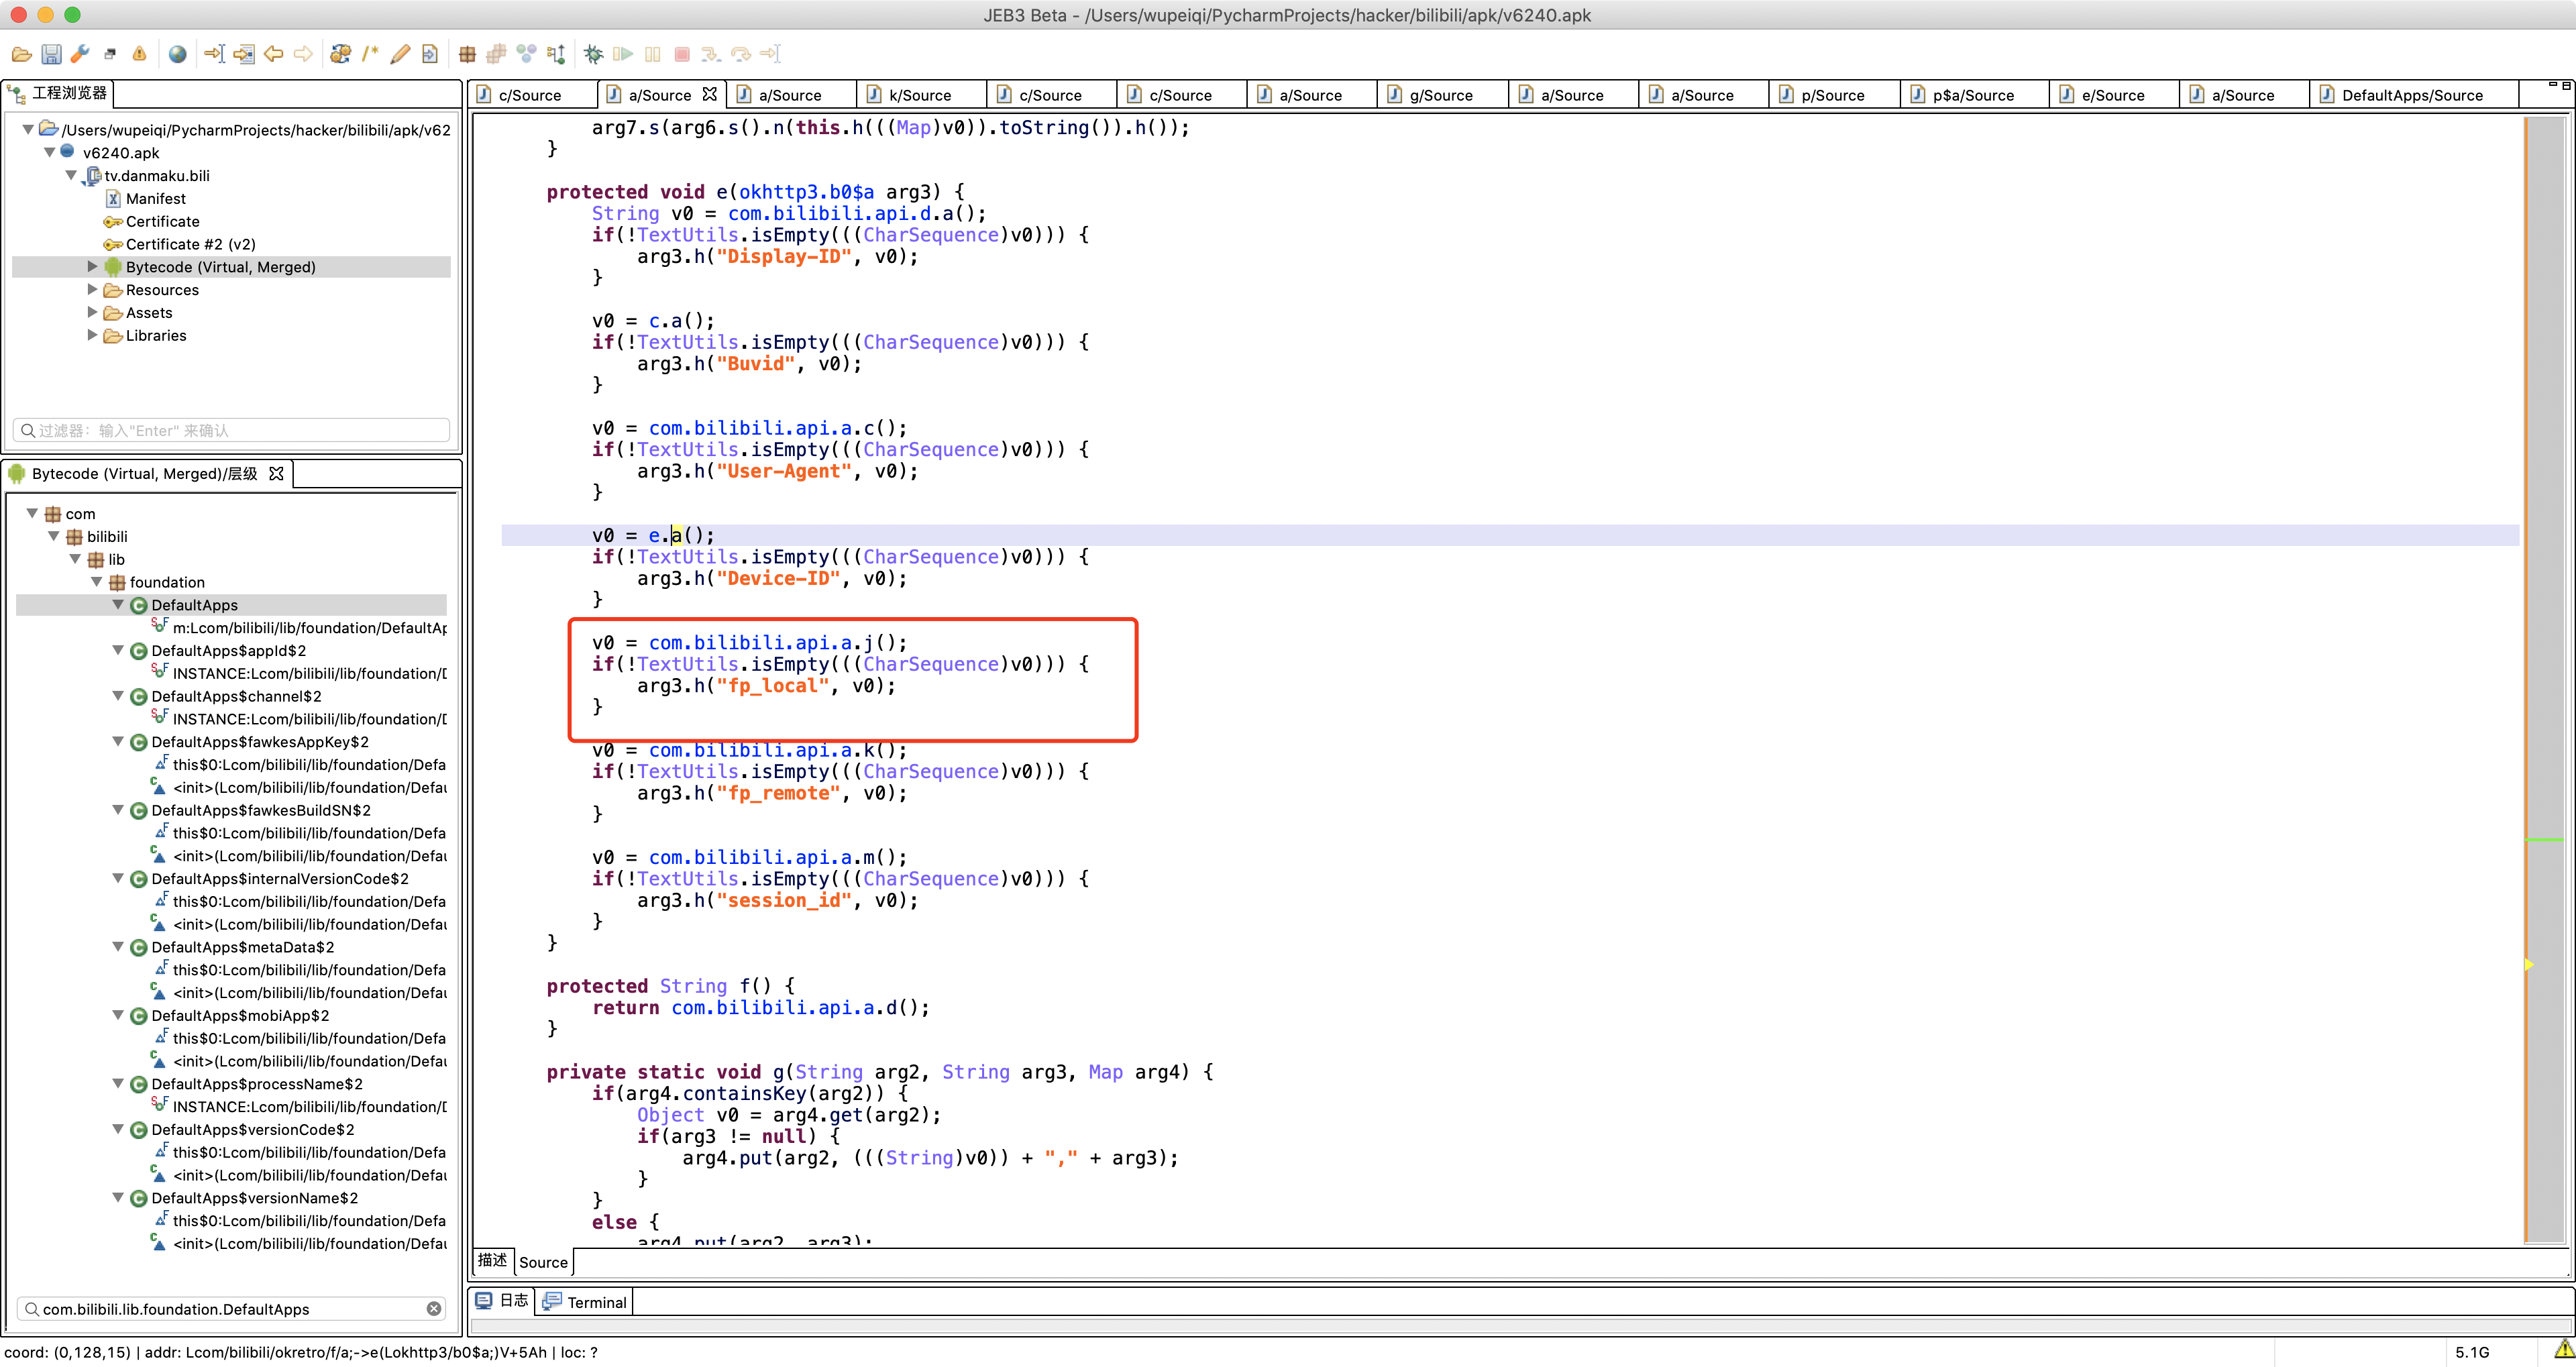 JEB3 Beta - /Users/wupeiqi/PycharmProjects/hacker/bilibili/apk/v6240.apk
工程浏览器
/Users/wupeiqi/PycharmProjects/hacker/bilibili/apk/v62
v6240.apk
tv.danmaku.bili
Manifest
Certificate
Certificate #2 (v2)
Bytecode (Virtual, Merged)
Resources
Assets
Libraries
过滤器：输入"Enter" 来确认
Bytecode (Virtual, Merged)/层级
com
bilibili
lib
foundation
DefaultApps
m:Lcom/bilibili/lib/foundation/DefaultAp
DefaultApps$appId$2
INSTANCE:Lcom/bilibili/lib/foundation/D
DefaultApps$channel$2
INSTANCE:Lcom/bilibili/lib/foundation/D
DefaultApps$fawkesAppKey$2
this$0:Lcom/bilibili/lib/foundation/Defa
<init>(Lcom/bilibili/lib/foundation/Defau
DefaultApps$fawkesBuildSN$2
this$0:Lcom/bilibili/lib/foundation/Defa
<init>(Lcom/bilibili/lib/foundation/Defau
DefaultApps$internalVersionCode$2
this$0:Lcom/bilibili/lib/foundation/Defa
<init>(Lcom/bilibili/lib/foundation/Defau
DefaultApps$metaData$2
this$0:Lcom/bilibili/lib/foundation/Defa
<init>(Lcom/bilibili/lib/foundation/Defau
DefaultApps$mobiApp$2
this$0:Lcom/bilibili/lib/foundation/Defa
<init>(Lcom/bilibili/lib/foundation/Defau
DefaultApps$processName$2
INSTANCE:Lcom/bilibili/lib/foundation/D
DefaultApps$versionCode$2
this$0:Lcom/bilibili/lib/foundation/Defa
<init>(Lcom/bilibili/lib/foundation/Defau
DefaultApps$versionName$2
this$0:Lcom/bilibili/lib/foundation/Defa
<init>(Lcom/bilibili/lib/foundation/Defau
com.bilibili.lib.foundation.DefaultApps
c/Source a/Source a/Source k/Source c/Source c/Source a/Source g/Source a/Source a/Source p/Source p$a/Source e/Source a/Source DefaultApps/Source
arg7.s(arg6.s().n(this.h(((Map)v0)).toString()).h());
}
protected void e(okhttp3.b0$a arg3) {
String v0 = com.bilibili.api.d.a();
if(!TextUtils.isEmpty(((CharSequence)v0))) {
arg3.h("Display-ID", v0);
}
v0 = c.a();
if(!TextUtils.isEmpty(((CharSequence)v0))) {
arg3.h("Buvid", v0);
}
v0 = com.bilibili.api.a.c();
if(!TextUtils.isEmpty(((CharSequence)v0))) {
arg3.h("User-Agent", v0);
}
v0 = e.a();
if(!TextUtils.isEmpty(((CharSequence)v0))) {
arg3.h("Device-ID", v0);
}
v0 = com.bilibili.api.a.j();
if(!TextUtils.isEmpty(((CharSequence)v0))) {
arg3.h("fp_local", v0);
}
v0 = com.bilibili.api.a.k();
if(!TextUtils.isEmpty(((CharSequence)v0))) {
arg3.h("fp_remote", v0);
}
v0 = com.bilibili.api.a.m();
if(!TextUtils.isEmpty(((CharSequence)v0))) {
arg3.h("session_id", v0);
}
}
protected String f() {
return com.bilibili.api.a.d();
}
private static void g(String arg2, String arg3, Map arg4) {
if(arg4.containsKey(arg2)) {
Object v0 = arg4.get(arg2);
if(arg3 != null) {
arg4.put(arg2, (((String)v0)) + "," + arg3);
}
}
else {
arg4.put(arg2, arg3);
描述 Source
日志 Terminal
coord: (0,128,15) | addr: Lcom/bilibili/okretro/f/a;->e(Lokhttp3/b0$a;)V+5Ah | loc: ?
5.1G